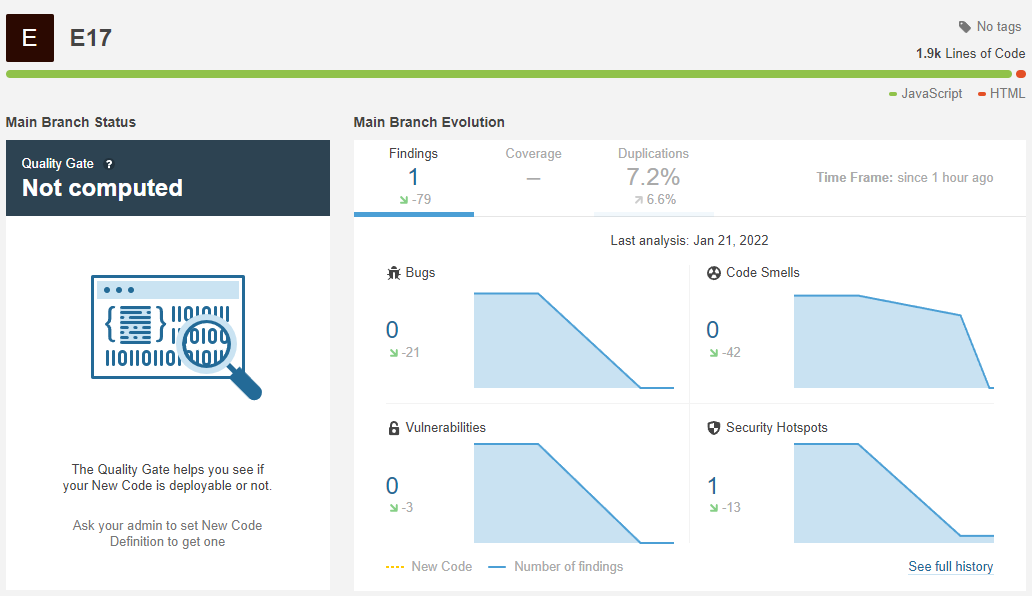 E
E17
No tags
1.9k Lines of Code
JavaScript
HTML
Main Branch Status
Main Branch Evolution
Quality Gate ?
Not computed
The Quality Gate helps you see if
your New Code is deployable or not.
Ask your admin to set New Code
Definition to get one
Findings
1
-79
Coverage
—
Duplications
7.2%
6.6%
Time Frame: since 1 hour ago
Last analysis: Jan 21, 2022
Bugs
0
-21
Code Smells
0
-42
Vulnerabilities
0
-3
Security Hotspots
1
-13
New Code
Number of findings
See full history